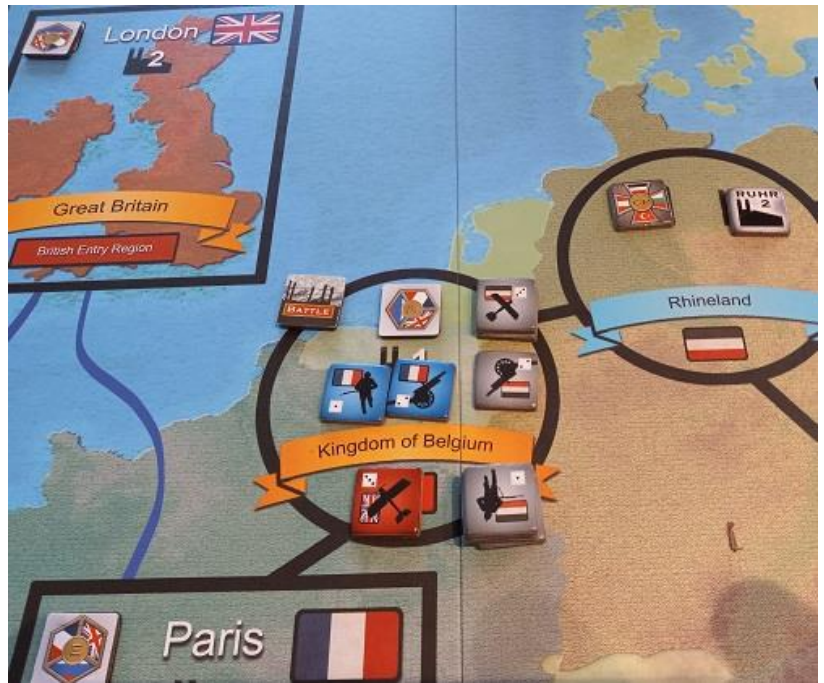 London
2
Great Britain
British Entry Region
RUHR
2
Rhineland
BATTLE
Kingdom of Belgium
Paris